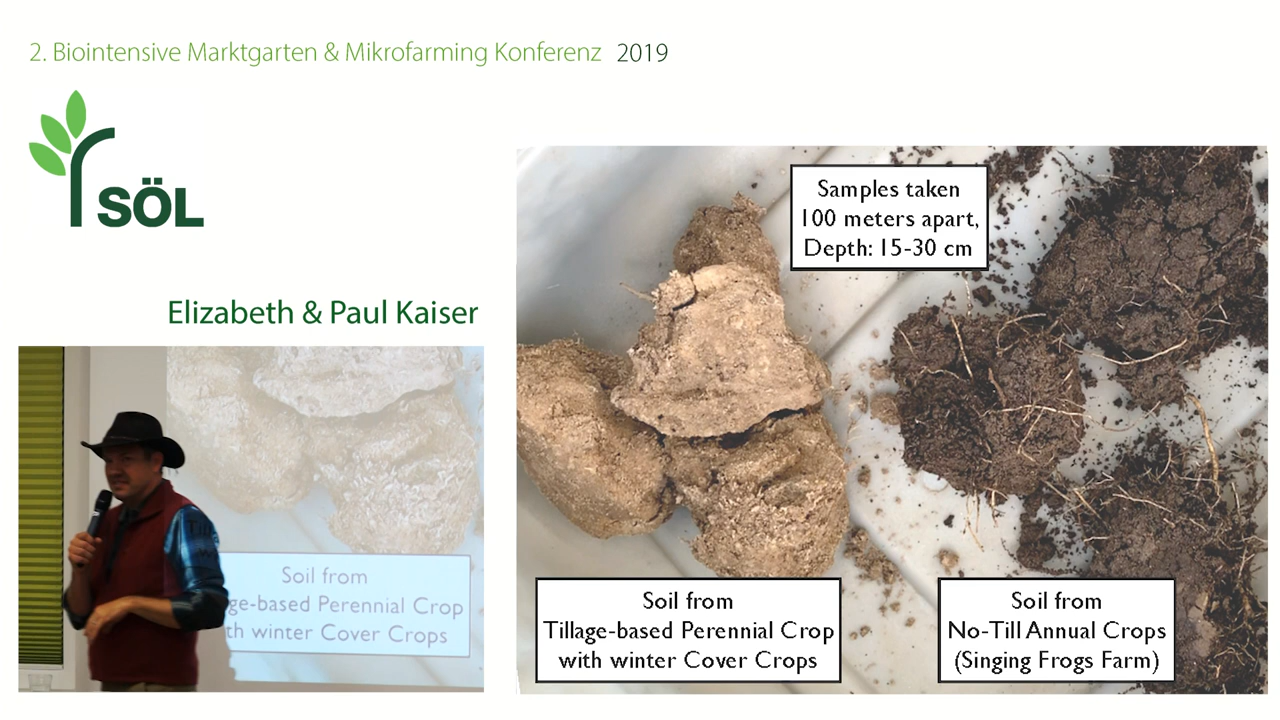 2. Biointensive Marktgarten & Mikrofarming Konferenz 2019
SÖL
Elizabeth & Paul Kaiser
Samples taken
100 meters apart,
Depth: 15-30 cm
Soil from
Tillage-based Perennial Crop
with winter Cover Crops
Soil from
No-Till Annual Crops
(Singing Frogs Farm)
Soil from
ge-based Perennial Crop
th winter Cover Crops